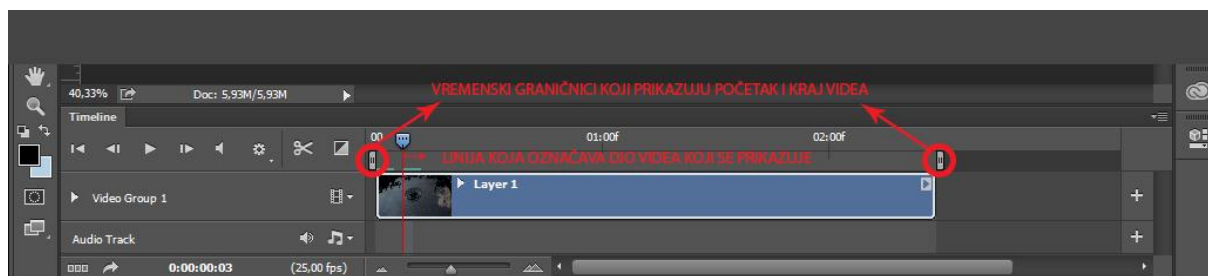 40,33%
Doc: 5,93M/5,93M
VREMENSKI GRANIČNICI KOJI PRIKAZUJU POČETAK I KRAJ VIDEA
Timeline
00
01:00f
02:00f
LINIJA KOJA OZNAČAVA DIO VIDEA KOJI SE PRIKAZUJE
Video Group 1
Layer 1
Audio Track
0:00:00:03
(25,00 fps)